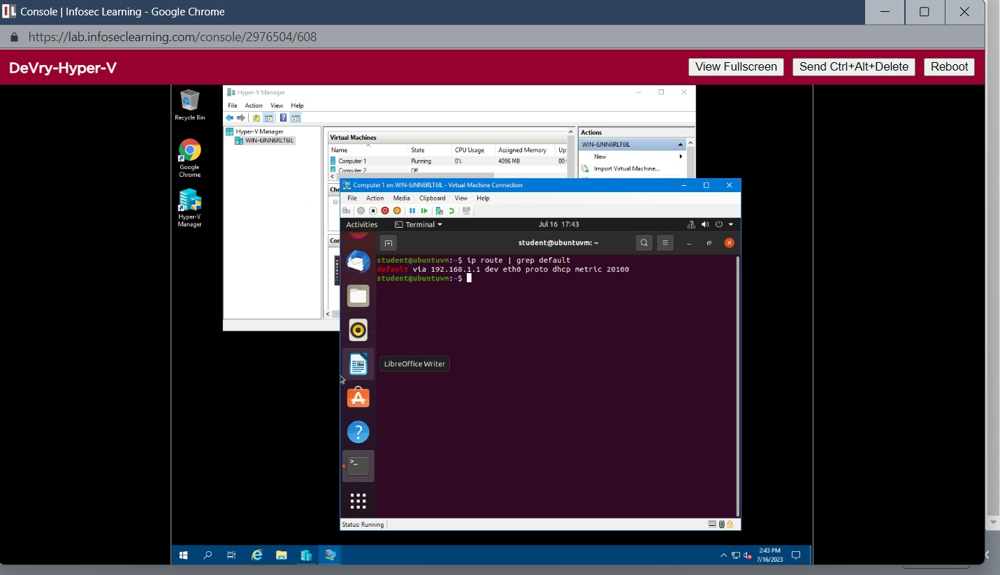 Console | Infosec Learning - Google Chrome
https://lab.infoseclearning.com/console/2976504/608
DeVry-Hyper-V
View Fullscreen
Send Ctrl+Alt+Delete
Reboot
Recycle Bin
Google
Chrome
Hyper-V
Manager
Hyper-V Manager
File Action View Help
Hyper-V Manager
WIN-6JNN6RLT6IL
Virtual Machines
Name State CPU Usage Assigned Memory
Computer 1 Running 0% 4096 MB
Computer 2 Off
Actions
WIN-6JNN6RLT6IL
New
Import Virtual Machine...
Computer 1 on WIN-6JNN6RLT6IL - Virtual Machine Connection
File Action Media Clipboard View Help
Activities Terminal Jul 16 17:43
student@ubuntuvm: ~
student@ubuntuvm:~$ ip route | grep default
default via 192.168.1.1 dev eth0 proto dhcp metric 20100
student@ubuntuvm:~$
LibreOffice Writer
Status: Running
2:43 PM
7/16/2023